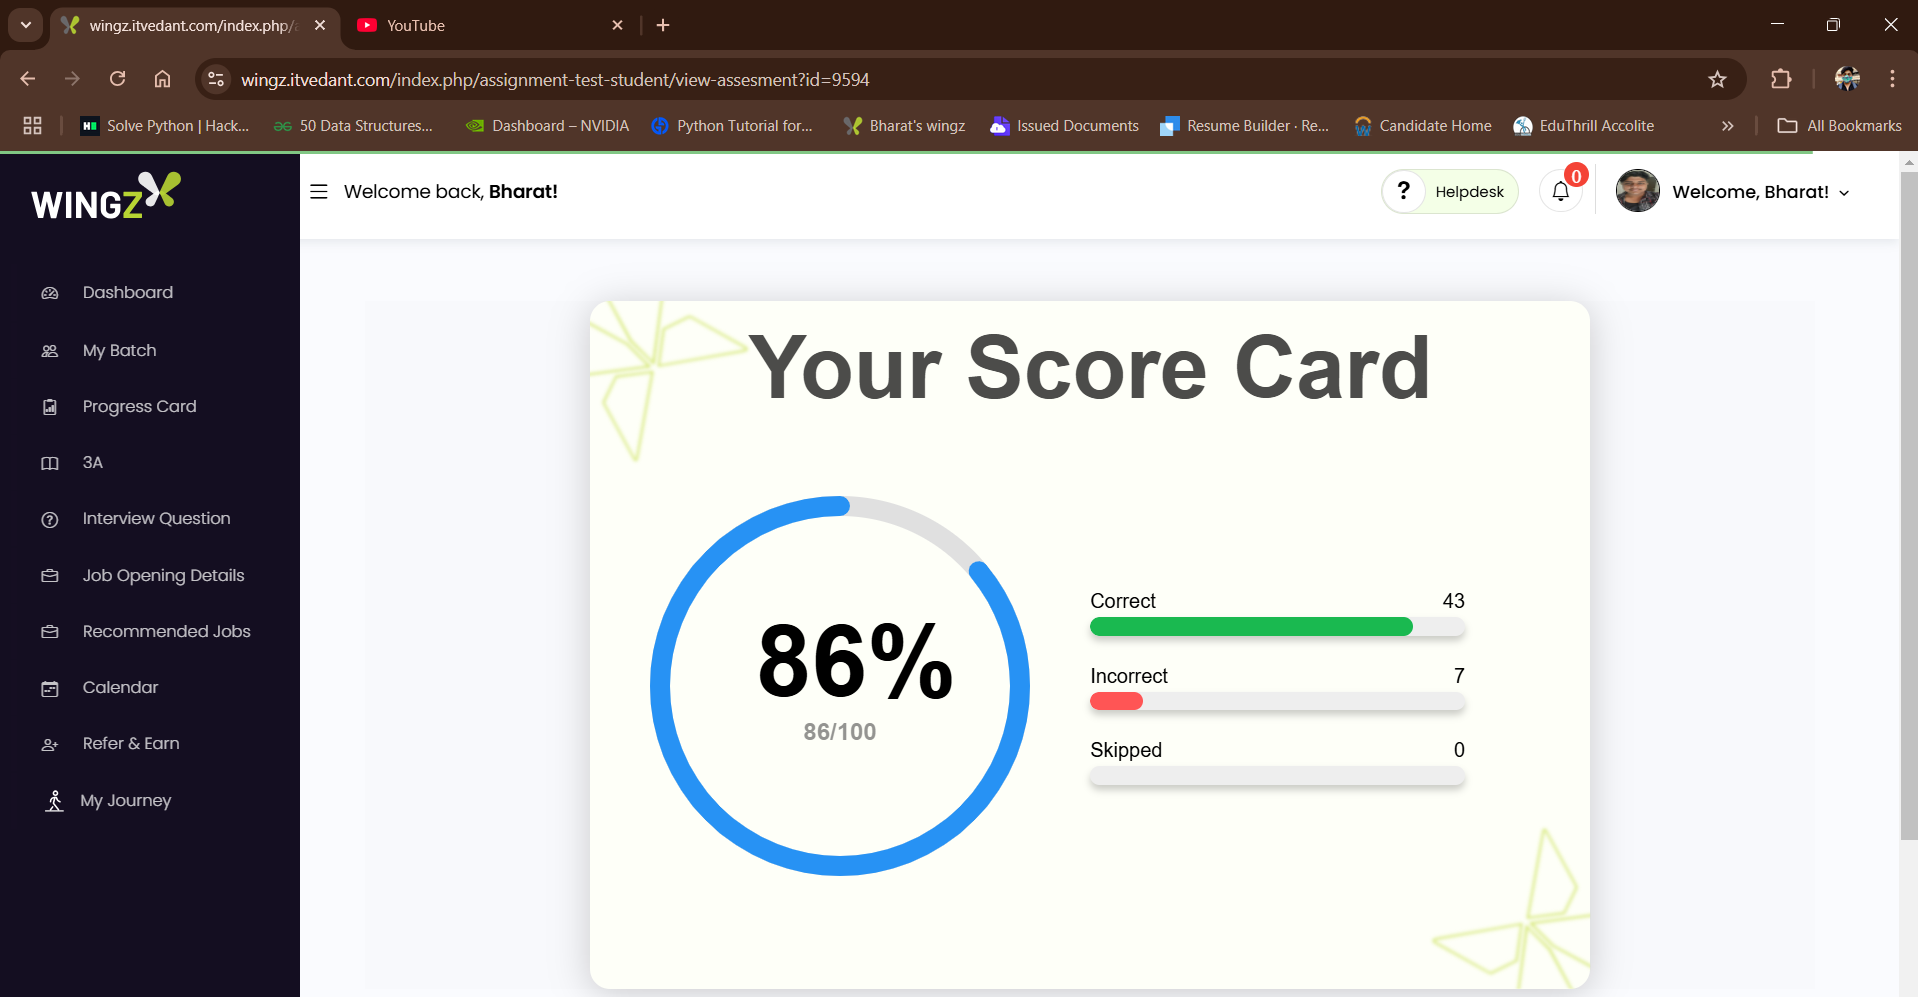 wingz.itvedant.com/index.php/a
YouTube
wingz.itvedant.com/index.php/assignment-test-student/view-assesment?id=9594
Solve Python | Hack...
50 Data Structures...
Dashboard – NVIDIA
Python Tutorial for...
Bharat's wingz
Issued Documents
Resume Builder · Re...
Candidate Home
EduThrill Accolite
All Bookmarks
WINGZ
Welcome back, Bharat!
? Helpdesk
0
Welcome, Bharat!
Dashboard
My Batch
Progress Card
3A
Interview Question
Job Opening Details
Recommended Jobs
Calendar
Refer & Earn
My Journey
Your Score Card
86%
86/100
Correct 43
Incorrect 7
Skipped 0